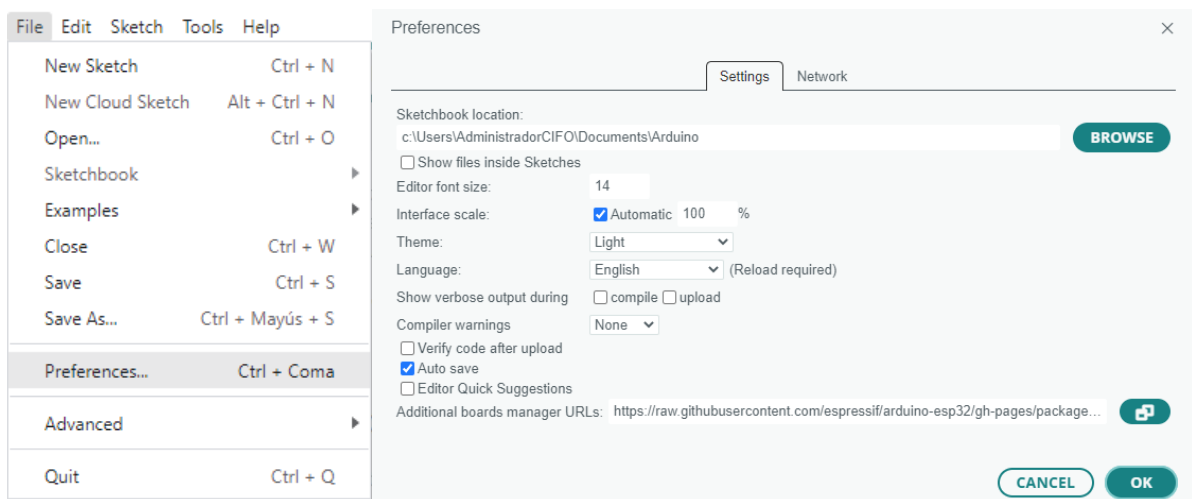 File Edit Sketch Tools Help
New Sketch Ctrl + N
New Cloud Sketch Alt + Ctrl + N
Open... Ctrl + O
Sketchbook
Examples
Close Ctrl + W
Save Ctrl + S
Save As... Ctrl + Mayús + S
Preferences... Ctrl + Coma
Advanced
Quit Ctrl + Q
Preferences
Settings Network
Sketchbook location:
c:\Users\AdministradorCIFO\Documents\Arduino
BROWSE
Show files inside Sketches
Editor font size: 14
Interface scale: Automatic 100 %
Theme: Light
Language: English (Reload required)
Show verbose output during compile upload
Compiler warnings None
Verify code after upload
Auto save
Editor Quick Suggestions
Additional boards manager URLs: https://raw.githubusercontent.com/espressif/arduino-esp32/gh-pages/package...
CANCEL OK